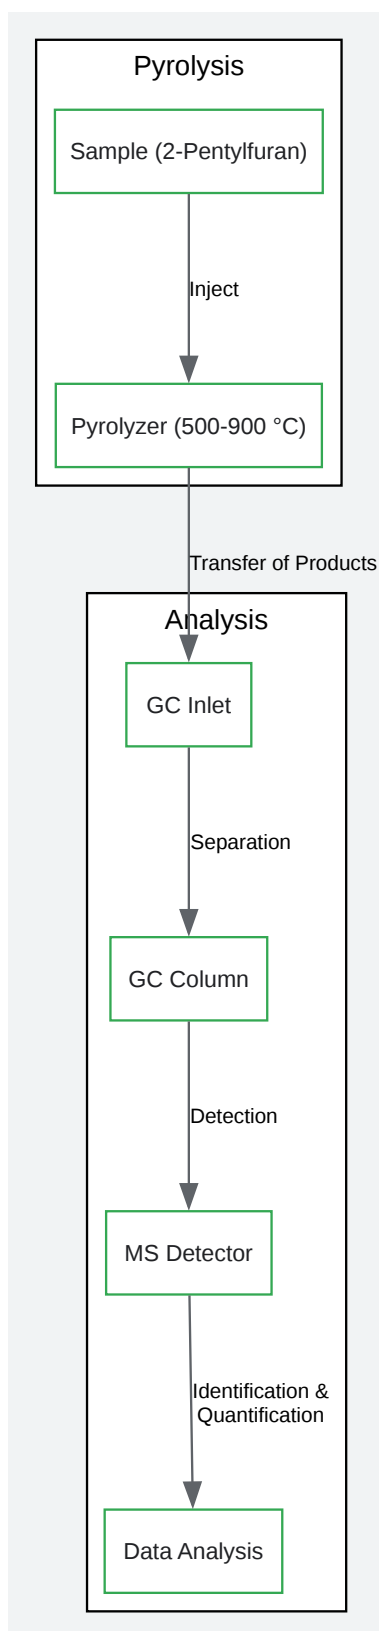 Pyrolysis
Sample (2-Pentylfuran)
Inject
Pyrolyzer (500-900 °C)
Transfer of Products
Analysis
GC Inlet
Separation
GC Column
Detection
MS Detector
Identification &
Quantification
Data Analysis